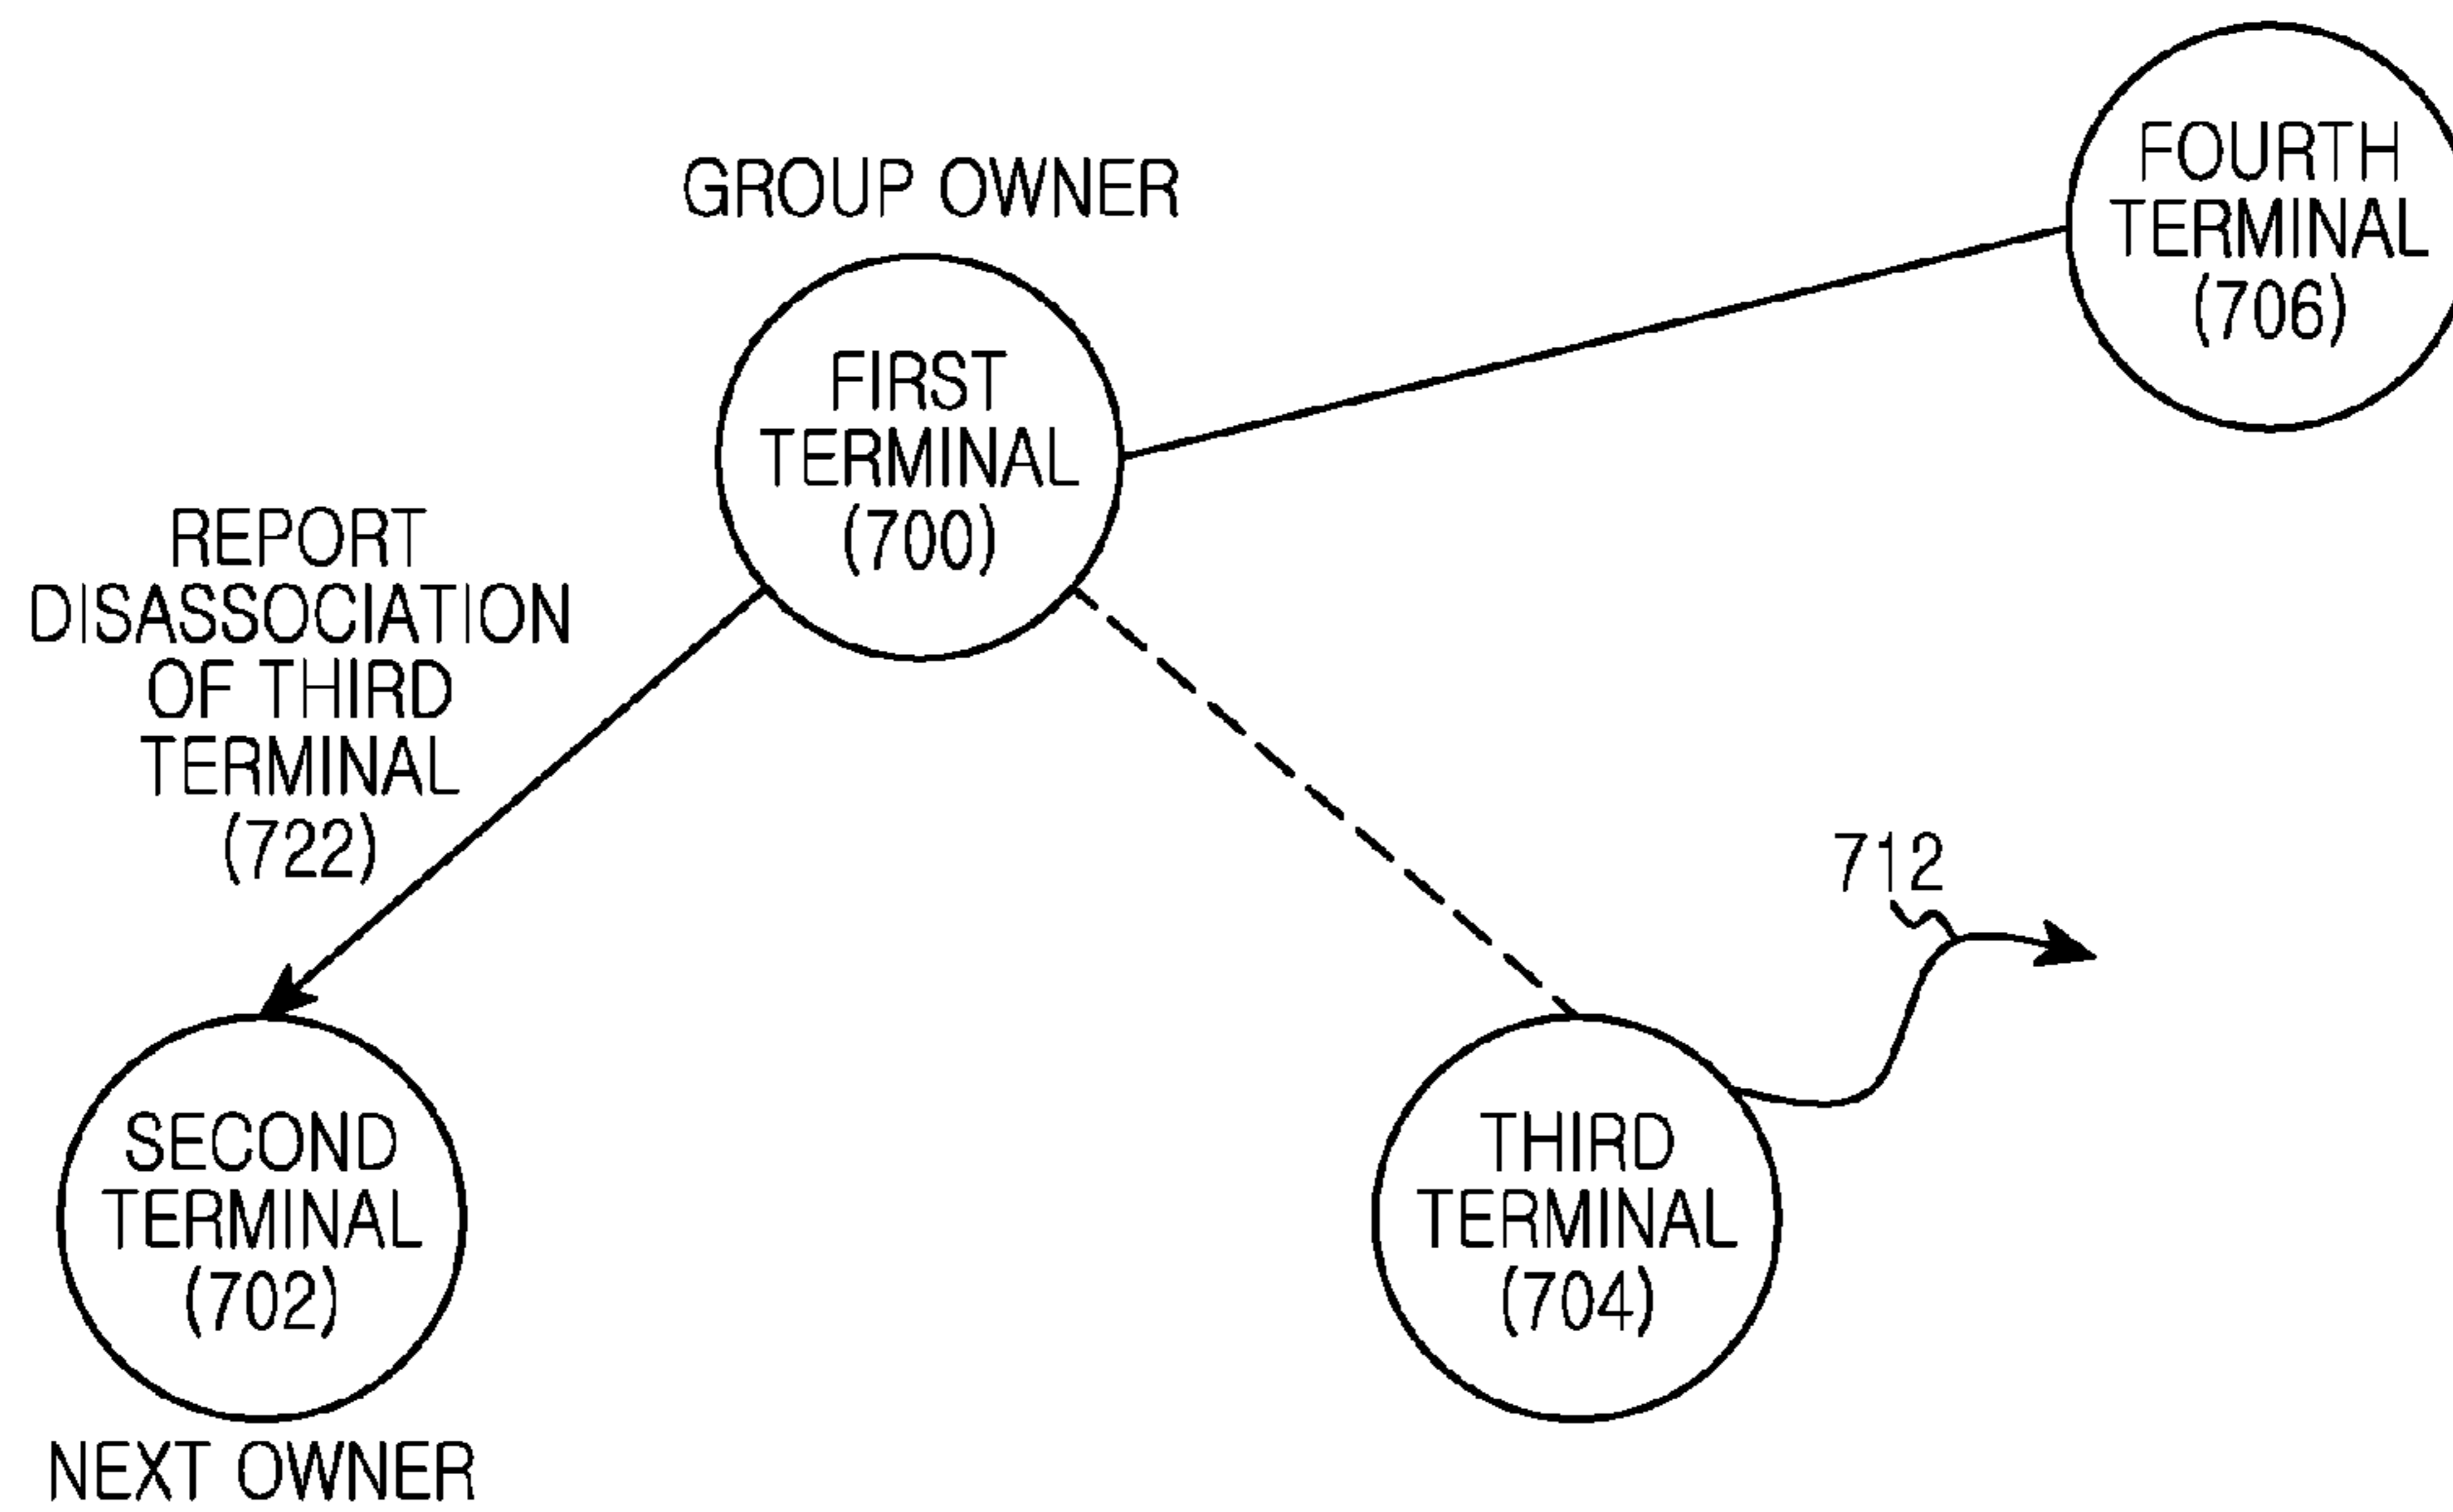 FOURTH
TERMINAL
(706)
GROUP OWNER
FIRST
TERMINAL
(700)
REPORT
DISASSOCIATION
OF THIRD
TERMINAL
(722)
712
SECOND
TERMINAL
(702)
NEXT OWNER
THIRD
TERMINAL
(704)